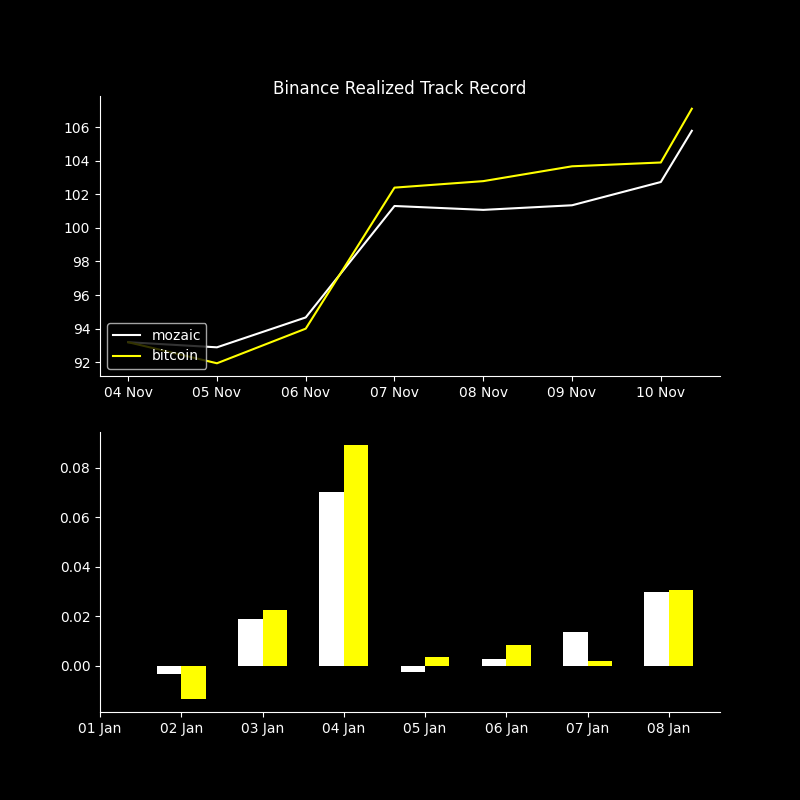 Binance Realized Track Record
106
104
102
100
98
96
94
92
mozaic
bitcoin
04 Nov 05 Nov 06 Nov 07 Nov 08 Nov 09 Nov 10 Nov
0.08
0.06
0.04
0.02
0.00
01 Jan 02 Jan 03 Jan 04 Jan 05 Jan 06 Jan 07 Jan 08 Jan